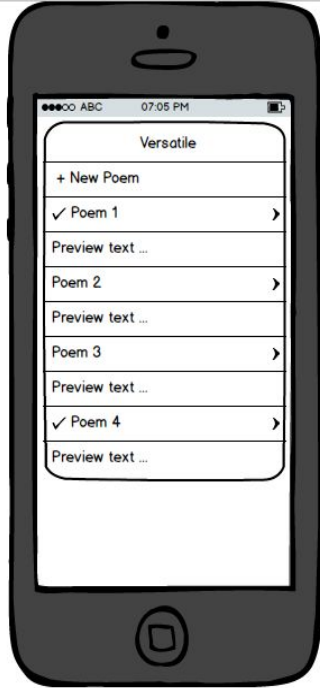 ABC 07:05 PM
Versatile
+ New Poem
✓ Poem 1
Preview text ...
Poem 2
Preview text ...
Poem 3
Preview text ...
✓ Poem 4
Preview text ...